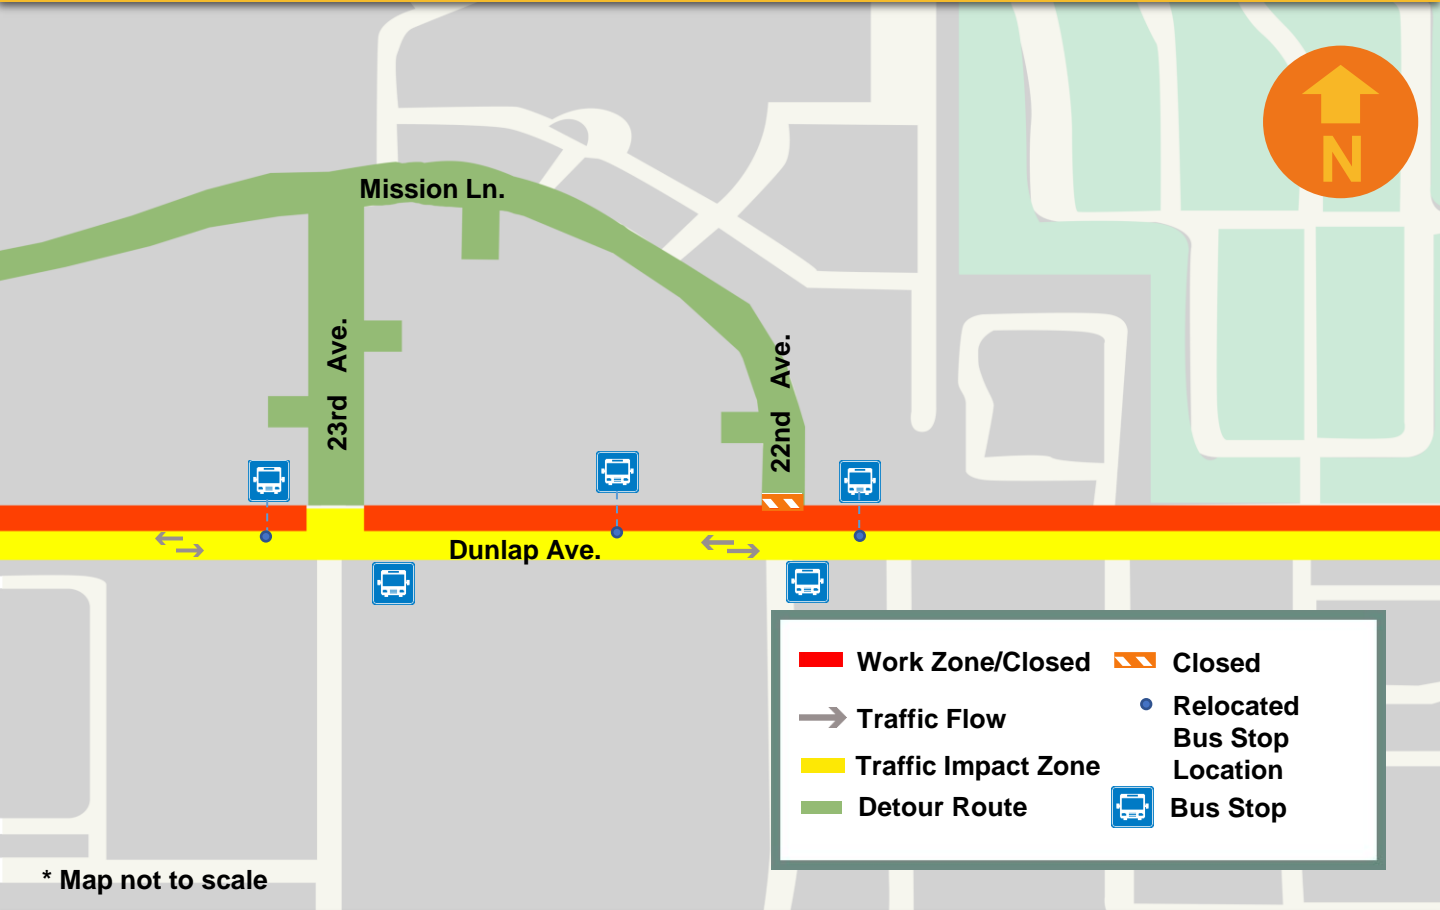 N
Mission Ln.
23rd Ave.
22nd Ave.
Dunlap Ave.
Work Zone/Closed
Closed
Traffic Flow
Relocated
Bus Stop
Location
Traffic Impact Zone
Detour Route
Bus Stop
* Map not to scale